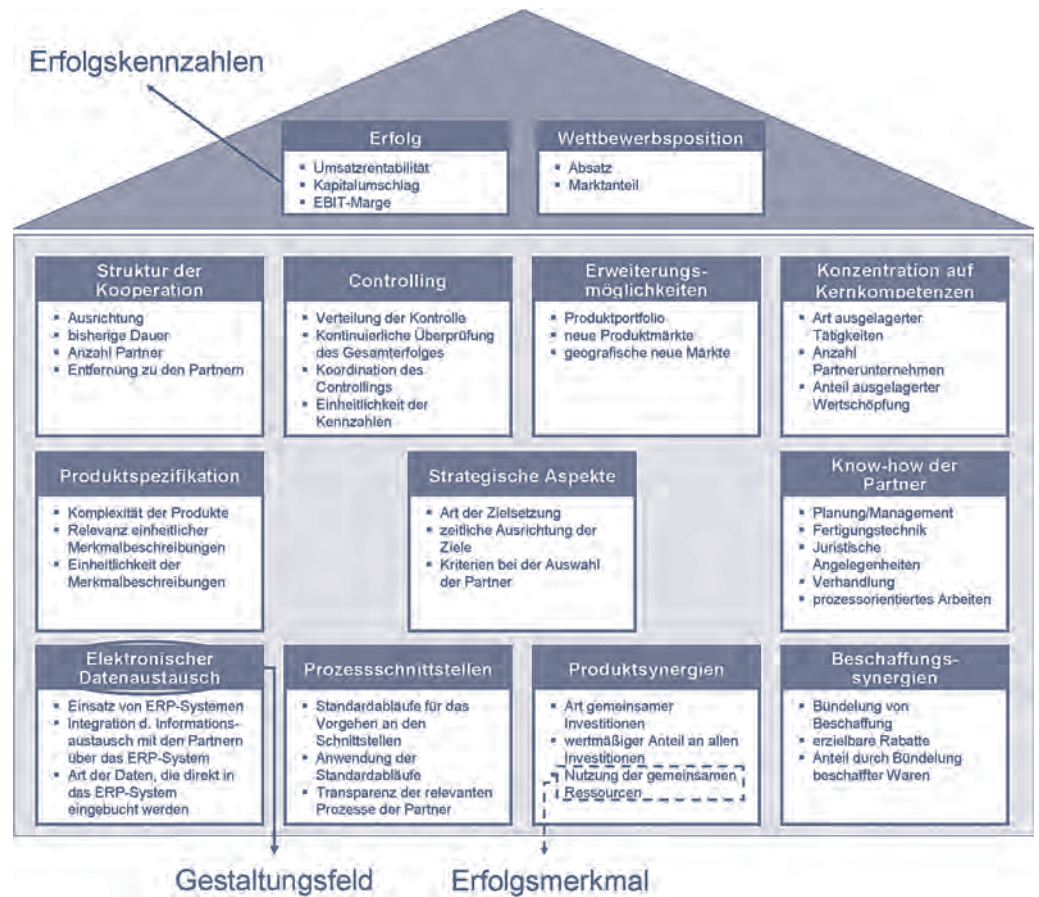 Erfolgskennzahlen
Erfolg
▪ Umsatzrentabilität
▪ Kapitalumschlag
▪ EBIT-Marge
Wettbewerbsposition
▪ Absatz
▪ Marktanteil
Struktur der
Kooperation
▪ Ausrichtung
▪ bisherige Dauer
▪ Anzahl Partner
▪ Entfernung zu den Partnern
Controlling
▪ Verteilung der Kontrolle
▪ Kontinuierliche Überprüfung
des Gesamterfolges
▪ Koordination des
Controllings
▪ Einheitlichkeit der
Kennzahlen
Erweiterungs-
möglichkeiten
▪ Produktportfolio
▪ neue Produktmärkte
▪ geografische neue Märkte
Konzentration auf
Kernkompetenzen
▪ Art ausgelagerter
Tätigkeiten
▪ Anzahl
Partnerunternehmen
▪ Anteil ausgelagerter
Wertschöpfung
Produktspezifikation
▪ Komplexität der Produkte
▪ Relevanz einheitlicher
Merkmalbeschreibungen
▪ Einheitlichkeit der
Merkmalbeschreibungen
Strategische Aspekte
▪ Art der Zielsetzung
▪ zeitliche Ausrichtung der
Ziele
▪ Kriterien bei der Auswahl
der Partner
Know-how der
Partner
▪ Planung/Management
▪ Fertigungstechnik
▪ Juristische
Angelegenheiten
▪ Verhandlung
▪ prozessorientiertes Arbeiten
Elektronischer
Datenaustausch
▪ Einsatz von ERP-Systemen
▪ Integration d. Informations-
austausch mit den Partnern
über das ERP-System
▪ Art der Daten, die direkt in
das ERP-System
eingebucht werden
Prozessschnittstellen
▪ Standardabläufe für das
Vorgehen an den
Schnittstellen
▪ Anwendung der
Standardabläufe
▪ Transparenz der relevanten
Prozesse der Partner
Produktsynergien
▪ Art gemeinsamer
Investitionen
▪ wertmäßiger Anteil an allen
Investitionen
▪ Nutzung der gemeinsamen
Ressourcen
Beschaffungs-
synergien
▪ Bündelung von
Beschaffung
▪ erzielbare Rabatte
▪ Anteil durch Bündelung
beschaffter Waren
Gestaltungsfeld
Erfolgsmerkmal